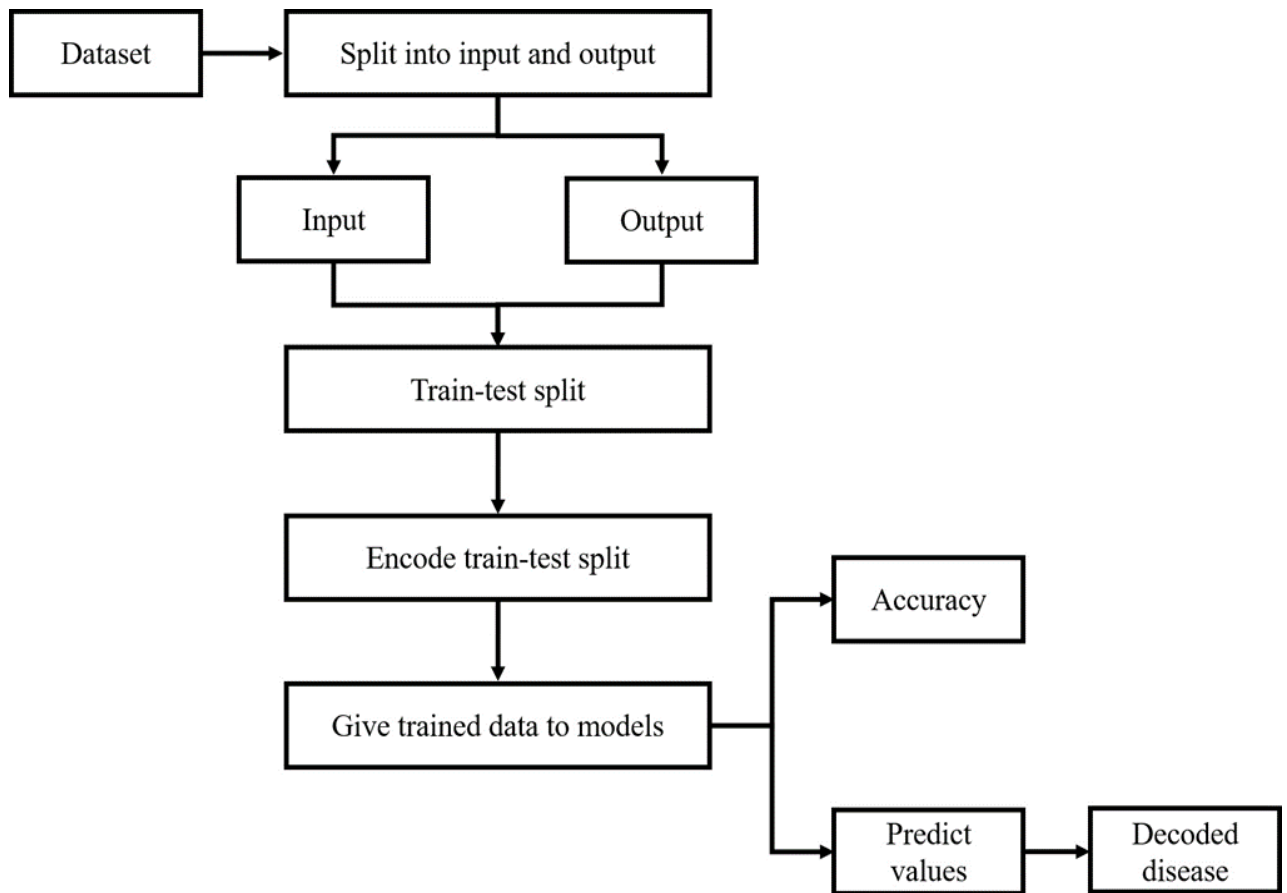 Dataset
Split into input and output
Input
Output
Train-test split
Encode train-test split
Accuracy
Give trained data to models
Predict
values
Decoded
disease